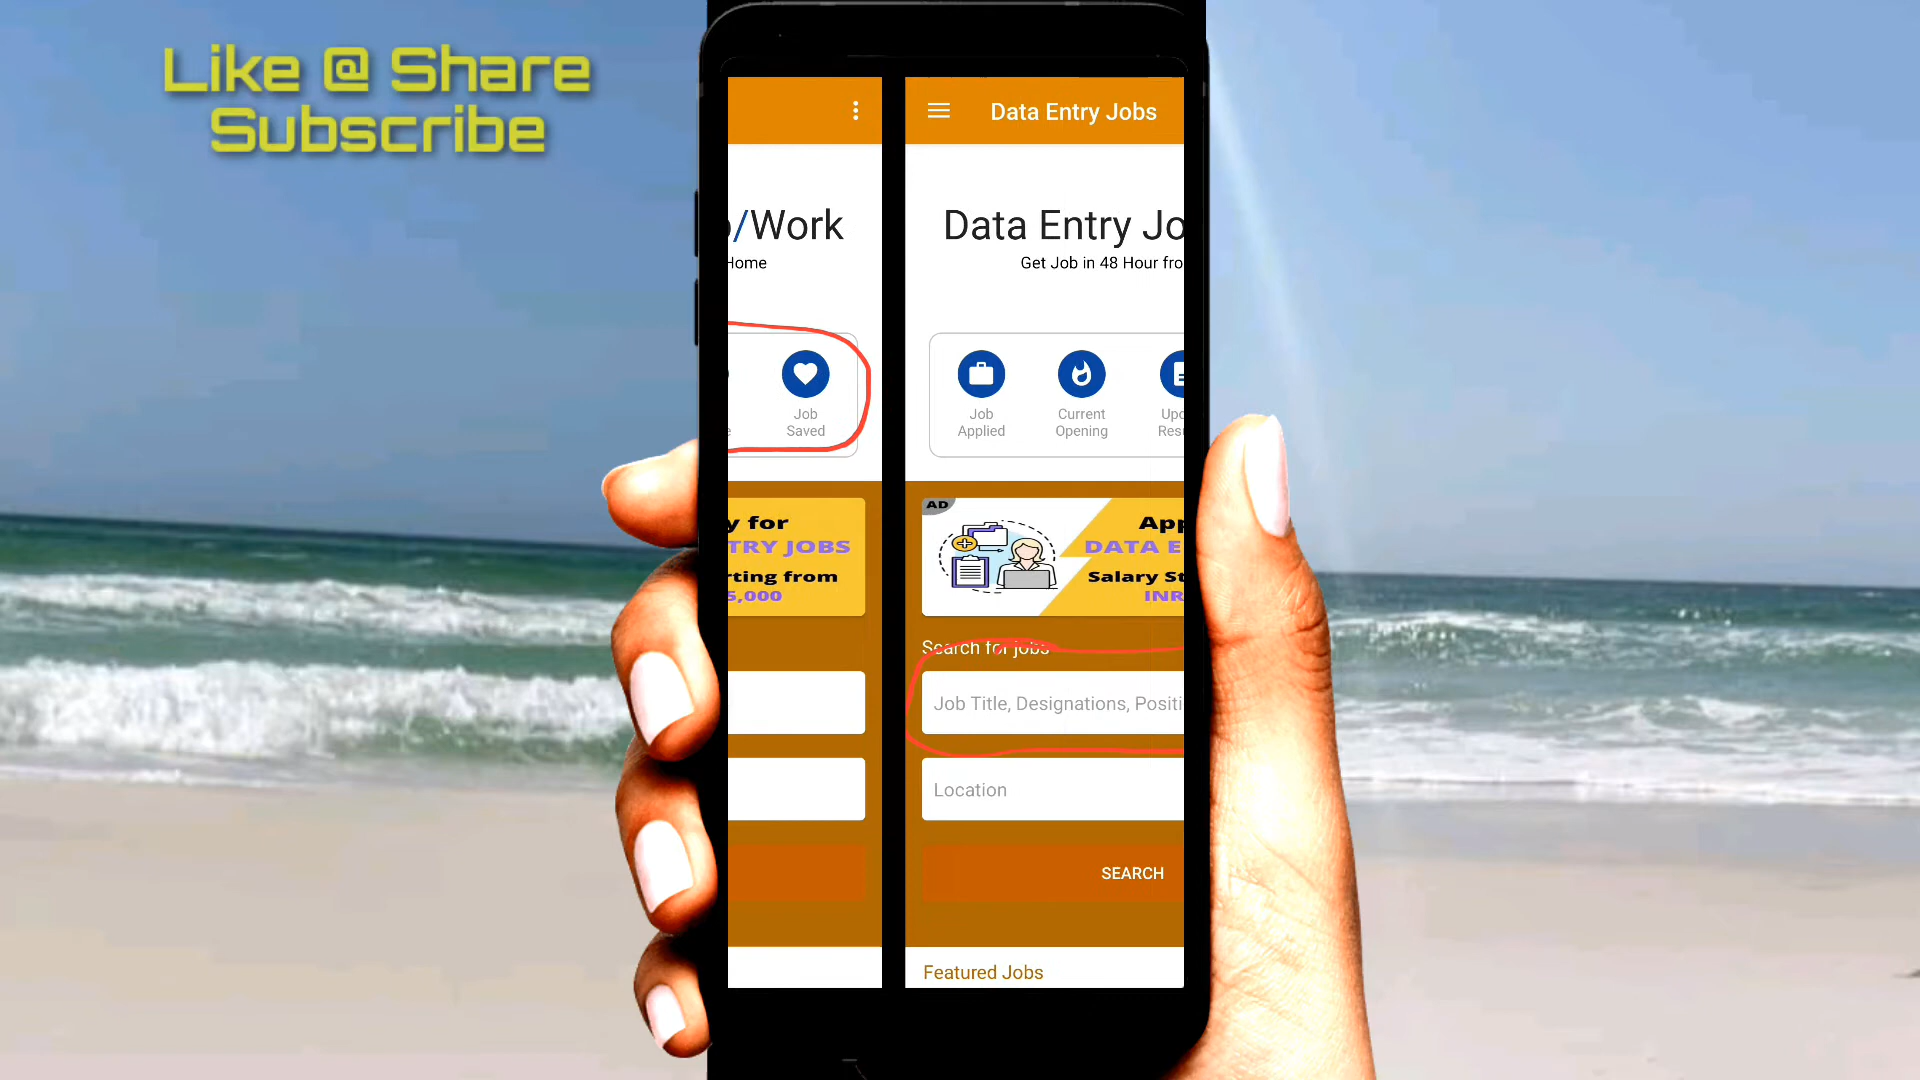 Like @ Share
Subscribe
/Work
Home
Job
Saved
y for
TRY JOBS
rting from
5,000
Data Entry Jobs
Data Entry Jo
Get Job in 48 Hour fro
Job
Applied
Current
Opening
Upd
Resu
AD
App
DATA E
Salary St
INR
Search for jobs
Job Title, Designations, Positi
Location
SEARCH
Featured Jobs